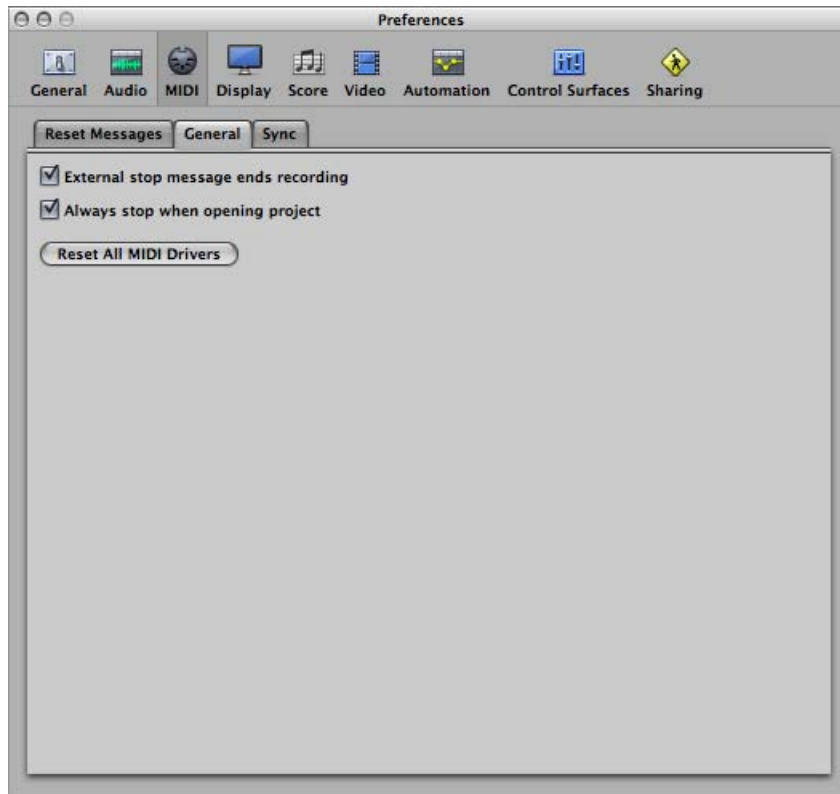 Preferences
General Audio MIDI Display Score Video Automation Control Surfaces Sharing
Reset Messages General Sync
External stop message ends recording
Always stop when opening project
Reset All MIDI Drivers